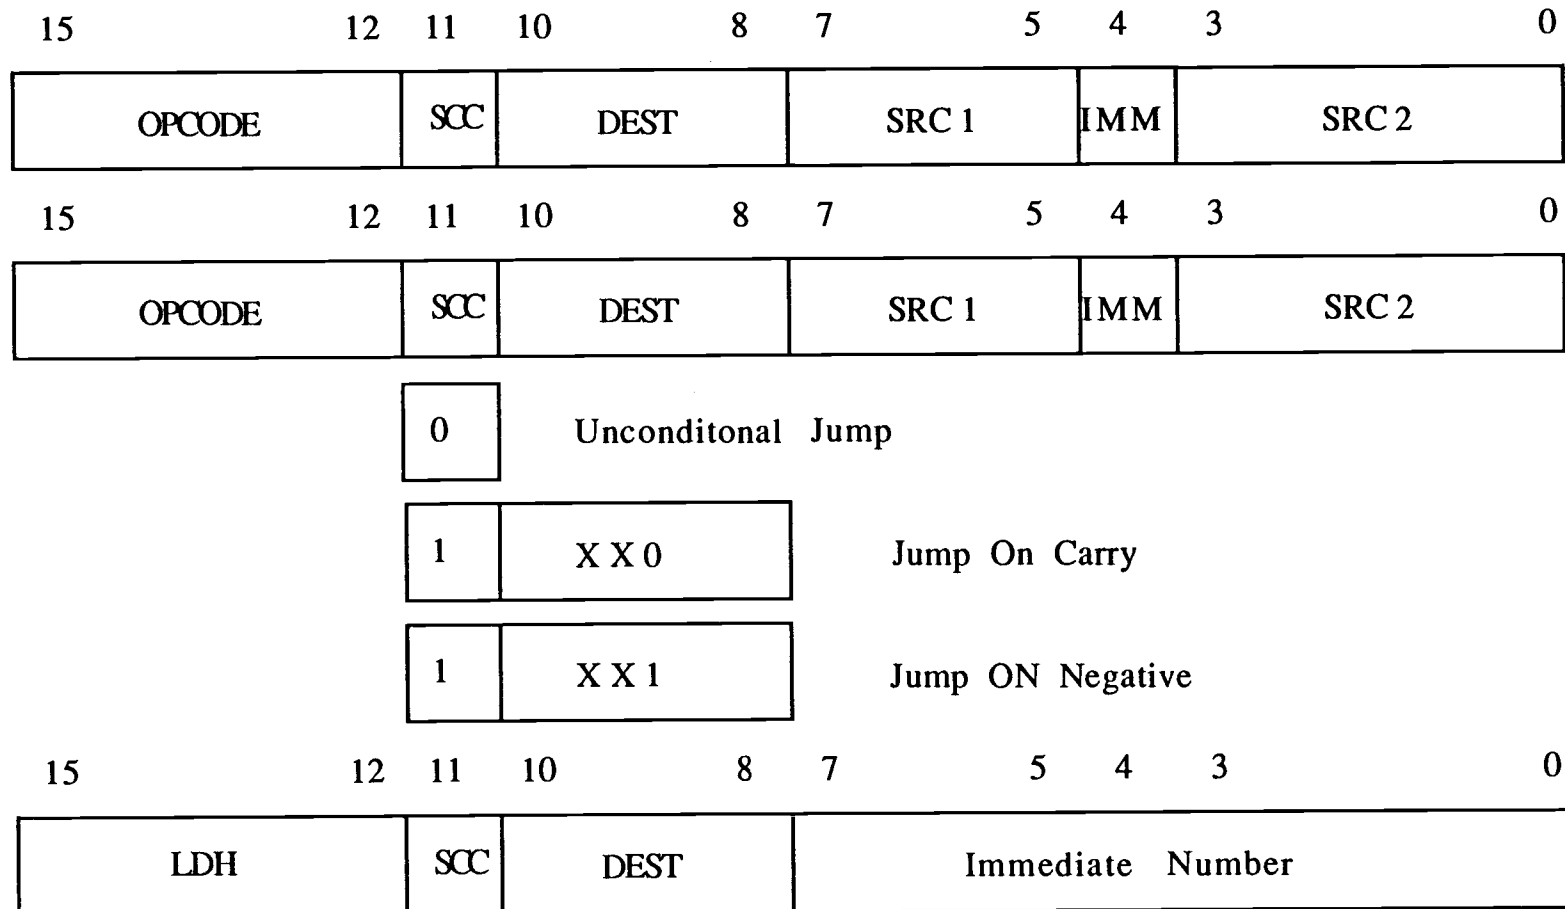 15 12 11 10 8 7 5 4 3 0
OPCODE SCC DEST SRC 1 IMM SRC 2
15 12 11 10 8 7 5 4 3 0
OPCODE SCC DEST SRC 1 IMM SRC 2
0 Unconditonal Jump
1 X X 0 Jump On Carry
1 X X 1 Jump ON Negative
15 12 11 10 8 7 5 4 3 0
LDH SCC DEST Immediate Number